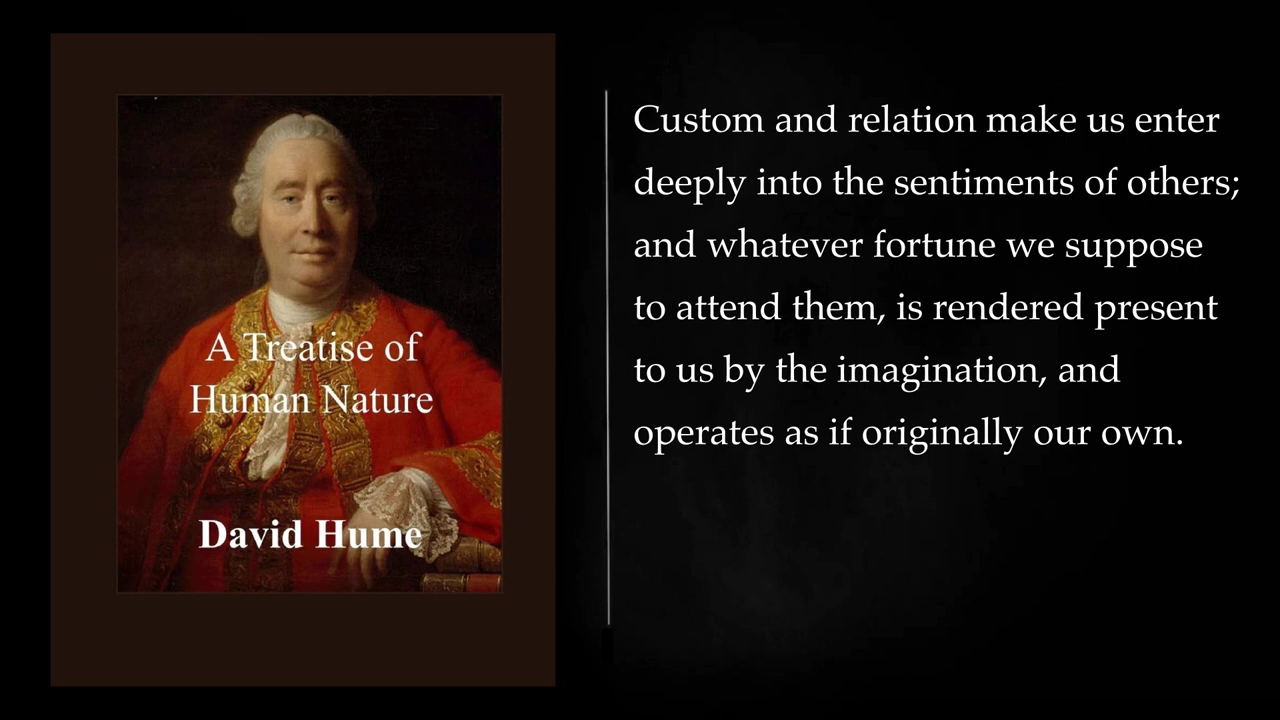 A Treatise of
Human Nature
David Hume
Custom and relation make us enter
deeply into the sentiments of others;
and whatever fortune we suppose
to attend them, is rendered present
to us by the imagination, and
operates as if originally our own.